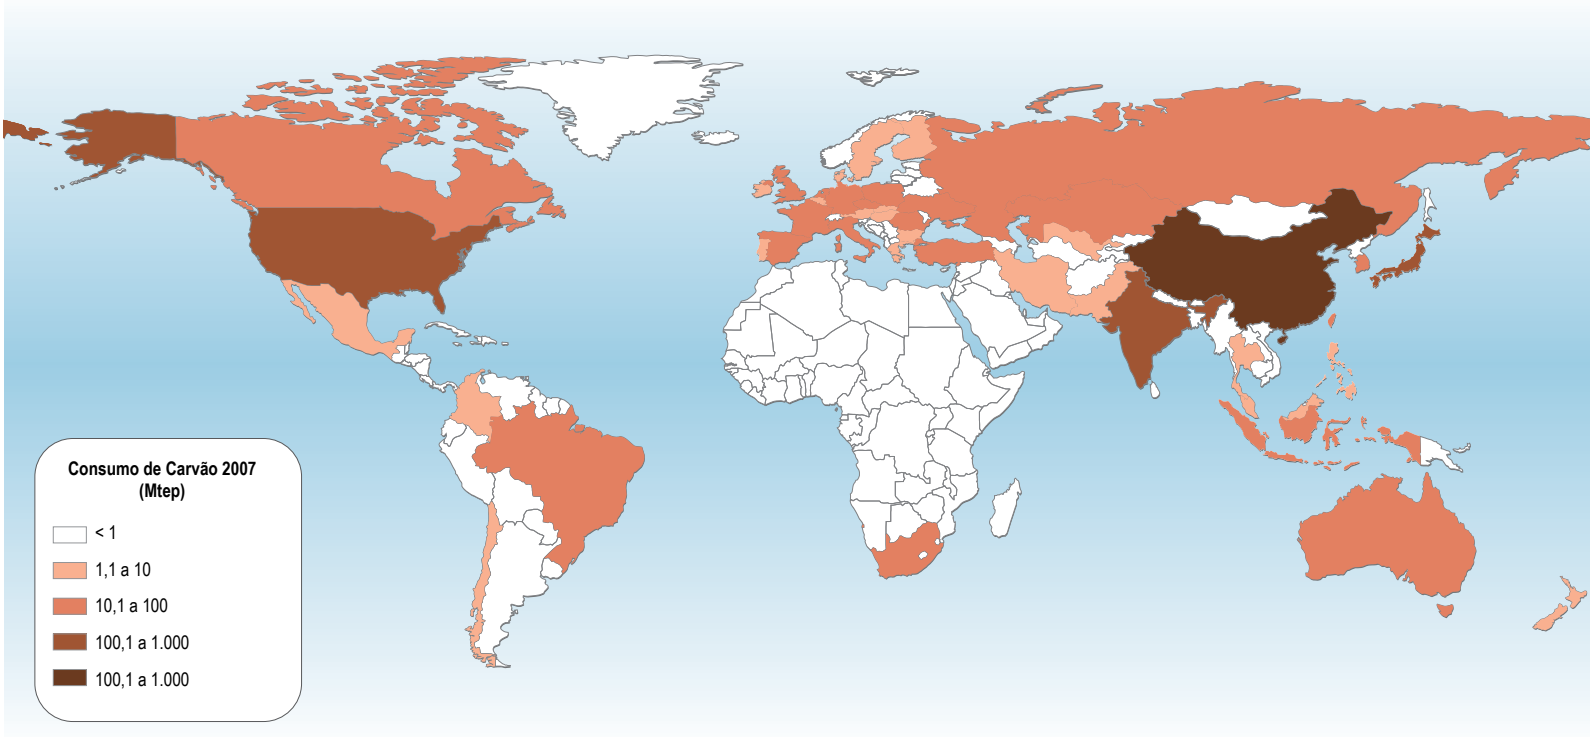 Consumo de Carvão 2007
(Mtep)
< 1
1,1 a 10
10,1 a 100
100,1 a 1.000
100,1 a 1.000